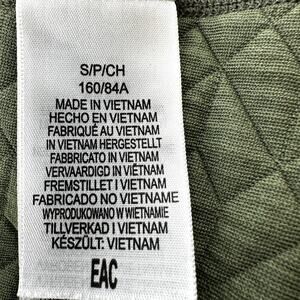 S/P/CH
160/84A
MADE IN VIETNAM
HECHO EN VIETNAM
FABRIQUÉ AU VIETNAM
IN VIETNAM HERGESTELLT
FABBRICATO IN VIETNAM
VERVAARDIGD IN VIËTNAM
FREMSTILLET I VIETNAM
FABRICADO NO VIETNAME
WYPRODUKOWANO W WIETNAMIE
TILLVERKAD I VIETNAM
KÉSZÜLT: VIETNAM
EAC